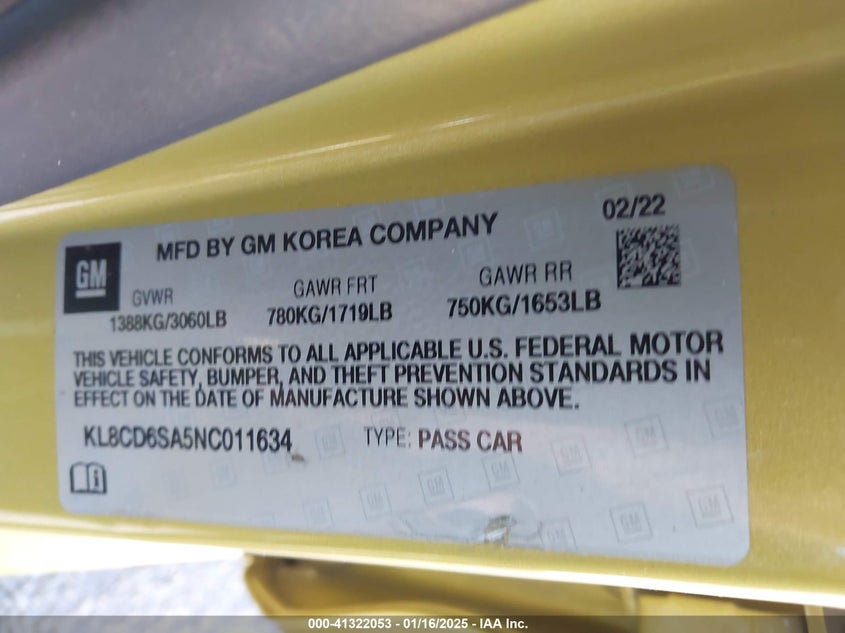 GM
MFD BY GM KOREA COMPANY
02/22
GVWR
1388KG/3060LB
GAWR FRT
780KG/1719LB
GAWR RR
750KG/1653LB
THIS VEHICLE CONFORMS TO ALL APPLICABLE U.S. FEDERAL MOTOR
VEHICLE SAFETY, BUMPER, AND THEFT PREVENTION STANDARDS IN
EFFECT ON THE DATE OF MANUFACTURE SHOWN ABOVE.
KL8CD6SA5NC011634
TYPE: PASS CAR
000-41322053 - 01/16/2025 - IAA Inc.